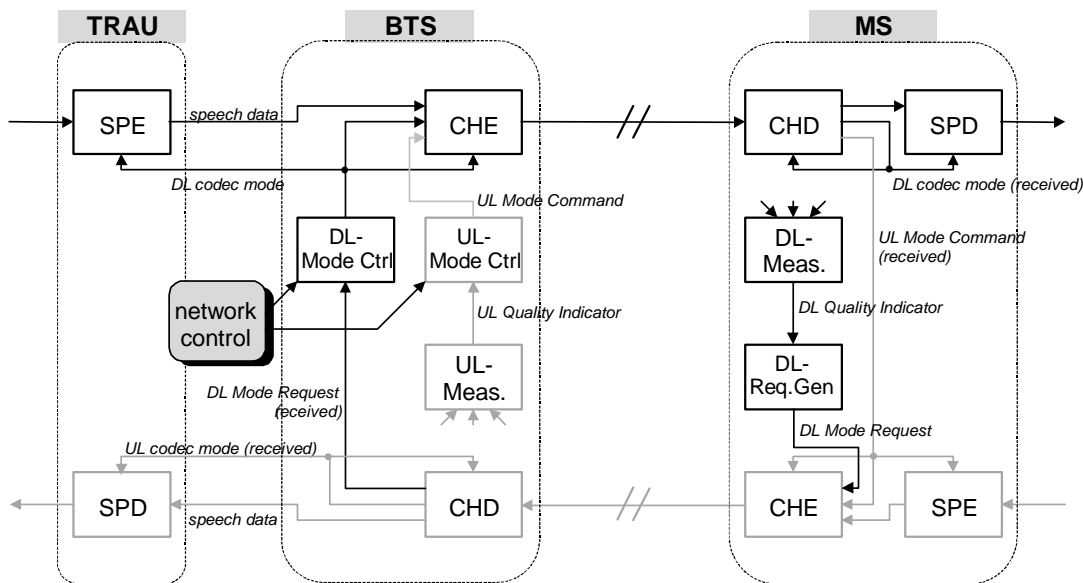 TRAU
BTS
MS
SPE
speech data
CHE
CHD
SPD
DL codec mode
DL codec mode (received)
UL Mode Command
DL-
Mode Ctrl
UL-
Mode Ctrl
DL-
Meas.
UL Mode Command
(received)
network
control
UL Quality Indicator
DL Quality Indicator
UL-
Meas.
DL-
Req.Gen
DL Mode Request
(received)
DL Mode Request
UL codec mode (received)
SPD
speech data
CHD
CHE
SPE